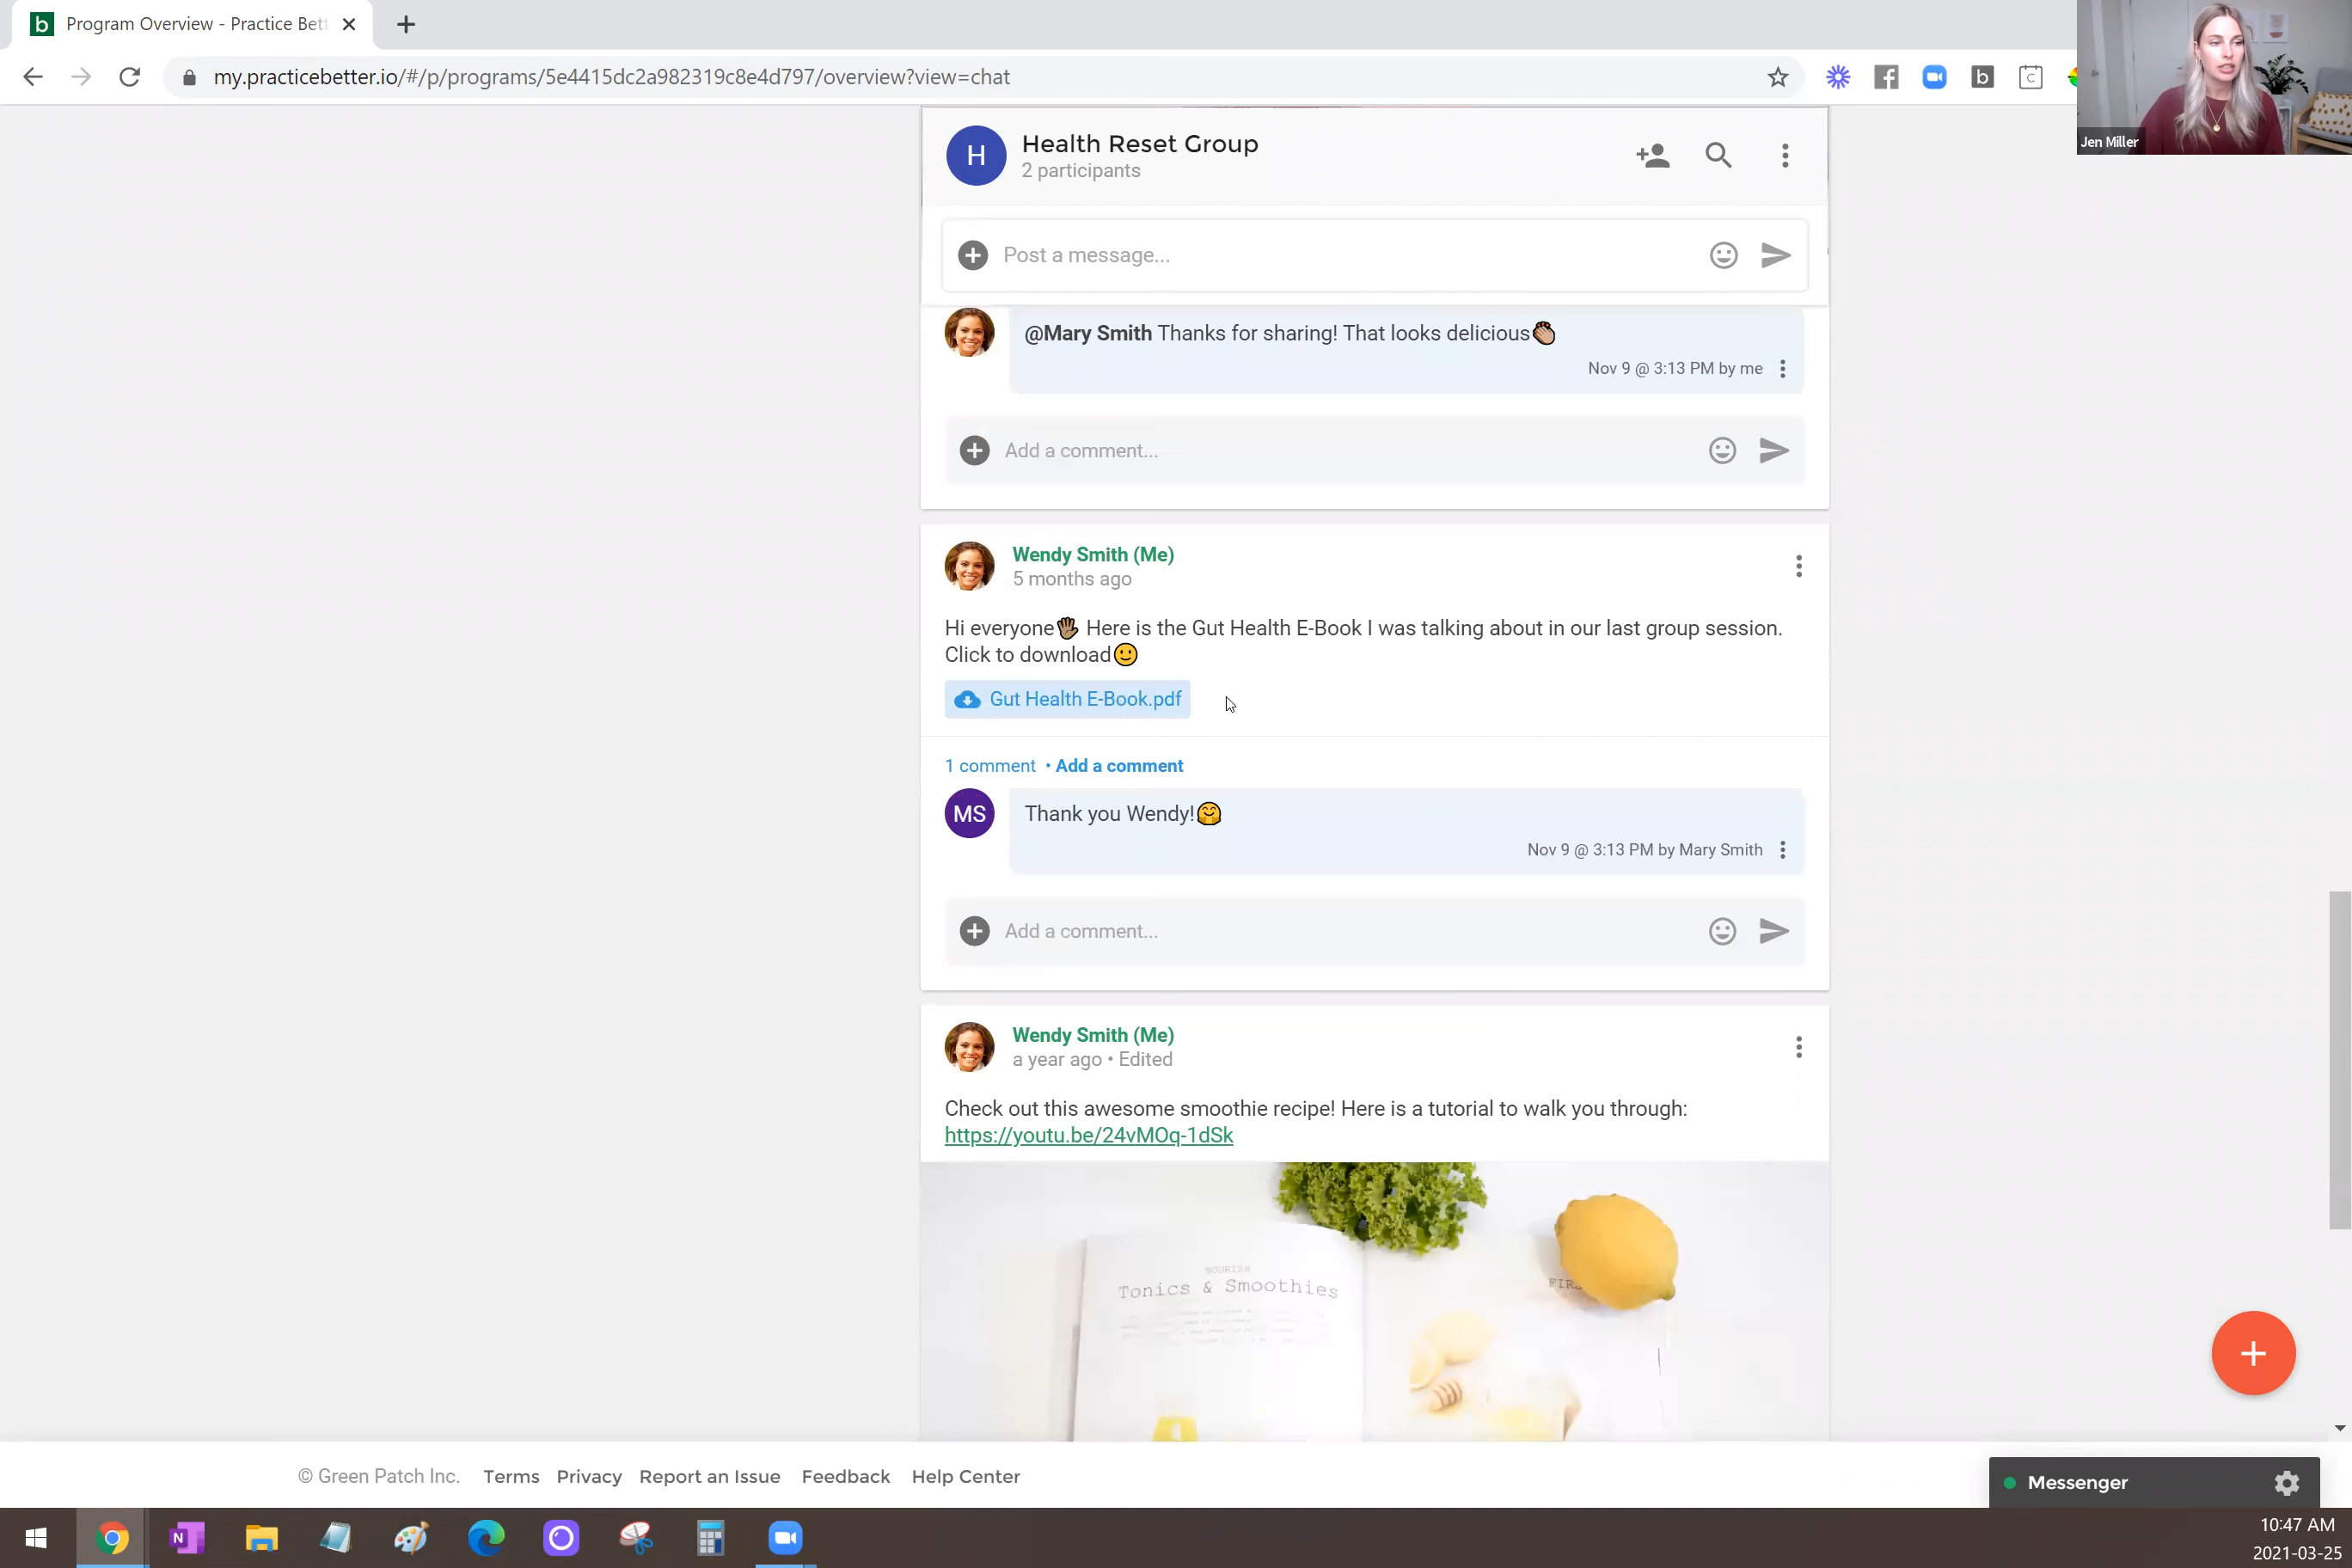 Program Overview - Practice Bett
my.practicebetter.io/#/p/programs/5e4415dc2a982319c8e4d797/overview?view=chat
Jen Miller
H
Health Reset Group
2 participants
Post a message...
@Mary Smith Thanks for sharing! That looks delicious👏🏽
Nov 9 @ 3:13 PM by me
Add a comment...
Wendy Smith (Me)
5 months ago
Hi everyone🖐🏽 Here is the Gut Health E-Book I was talking about in our last group session.
Click to download🙂
Gut Health E-Book.pdf
1 comment • Add a comment
MS
Thank you Wendy!🤗
Nov 9 @ 3:13 PM by Mary Smith
Add a comment...
Wendy Smith (Me)
a year ago • Edited
Check out this awesome smoothie recipe! Here is a tutorial to walk you through:
https://youtu.be/24vMOq-1dSk
NOURISH
Tonics & Smoothies
© Green Patch Inc. Terms Privacy Report an Issue Feedback Help Center
Messenger
10:47 AM
2021-03-25